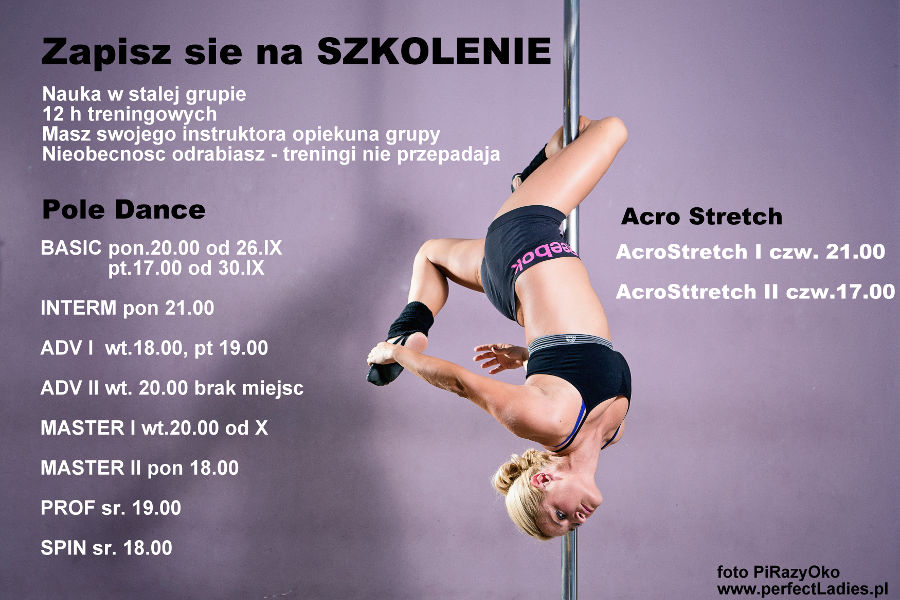 Zapisz sie na SZKOLENIE
Nauka w stalej grupie
12 h treningowych
Masz swojego instruktora opiekuna grupy
Nieobecnosc odrabiasz - treningi nie przepadaja
Pole Dance
BASIC pon.20.00 od 26.IX
pt.17.00 od 30.IX
INTERM pon 21.00
ADV I wt.18.00, pt 19.00
ADV II wt. 20.00 brak miejsc
MASTER I wt.20.00 od X
MASTER II pon 18.00
PROF sr. 19.00
SPIN sr. 18.00
Acro Stretch
AcroStretch I czw. 21.00
AcroSttretch II czw.17.00
Reebok
foto PiRazyOko
www.perfectLadies.pl